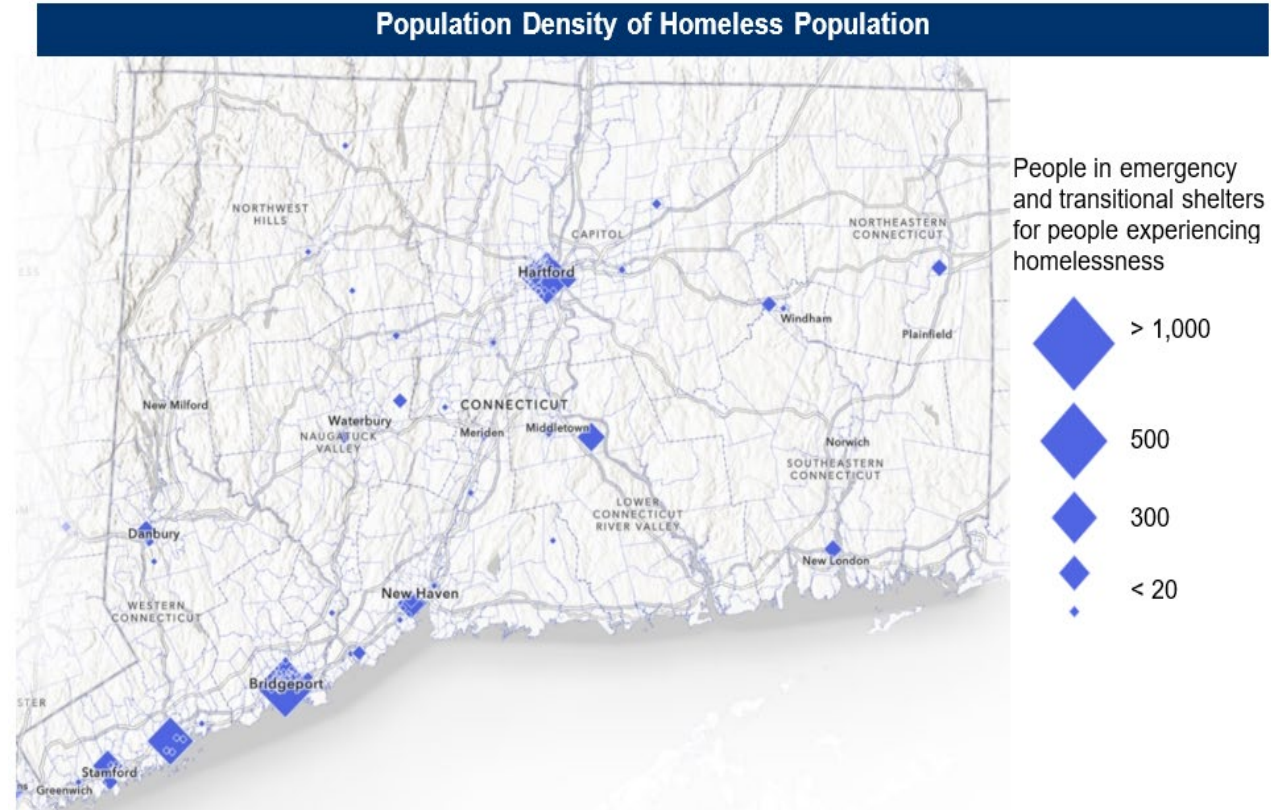 Population Density of Homeless Population
NORTHWEST
HILLS
CAPITOL
NORTHEASTERN
CONNECTICUT
ESS
Hartford
Windham
Plainfield
New Milford
CONNECTICUT
Waterbury
NAUGATUCK
VALLEY
Meriden
Middletown
Norwich
SOUTHEASTERN
CONNECTICUT
LOWER
CONNECTICUT
RIVER VALLEY
Danbury
New London
New Haven
WESTERN
CONNECTICUT
Bridgeport
STER
Stamford
Greenwich
People in emergency
and transitional shelters
for people experiencing
homelessness
> 1,000
500
300
< 20